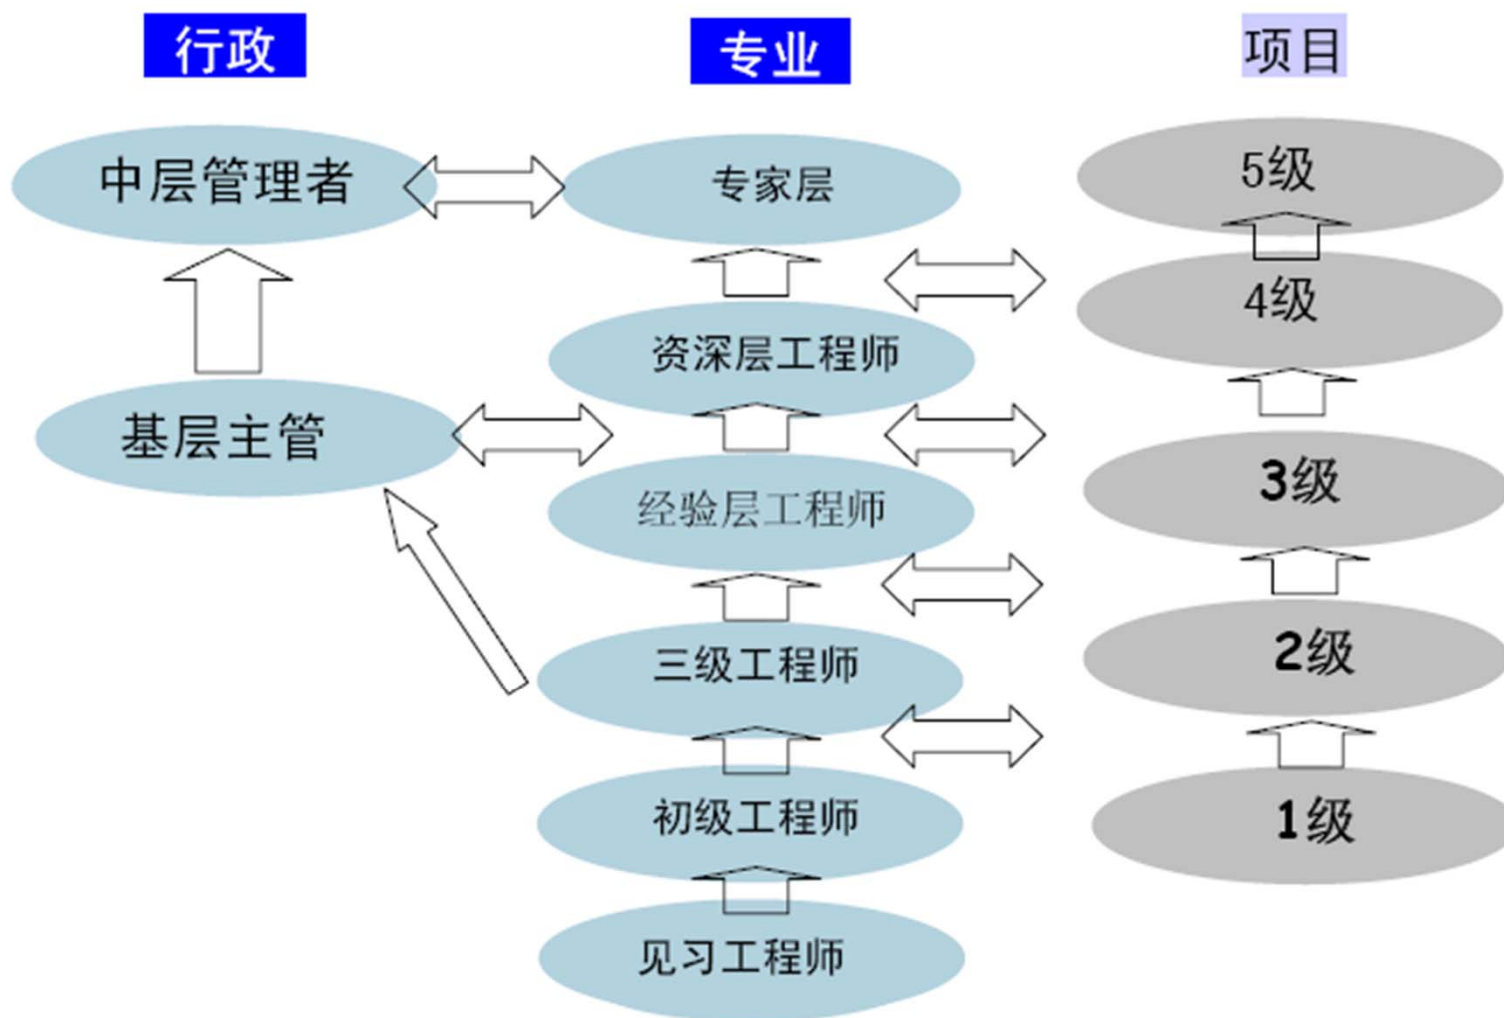 行政
专业
项目
中层管理者
专家层
5级
4级
资深层工程师
基层主管
3级
经验层工程师
2级
三级工程师
初级工程师
1级
见习工程师